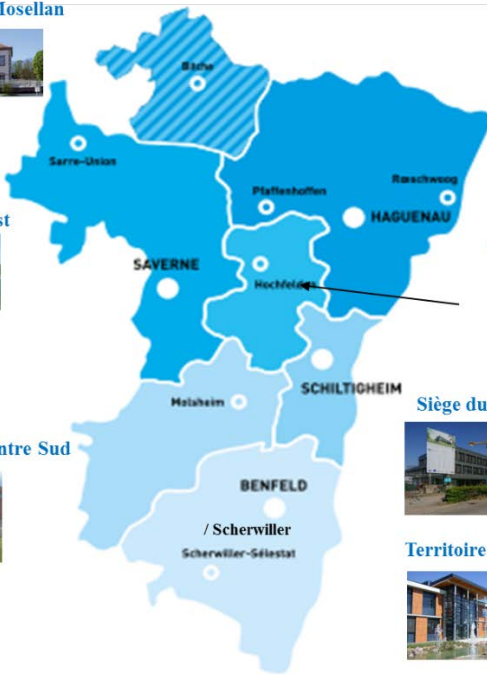 Mosellan
Bitche
Sarre-Union
Pfaffenhoffen
Rœschwoog
HAGUENAU
st
SAVERNE
Hochfelden
SCHILTIGHEIM
Molsheim
Siège du
ntre Sud
BENFELD
/ Scherwiller
Scherwiller-Sélestat
Territoire